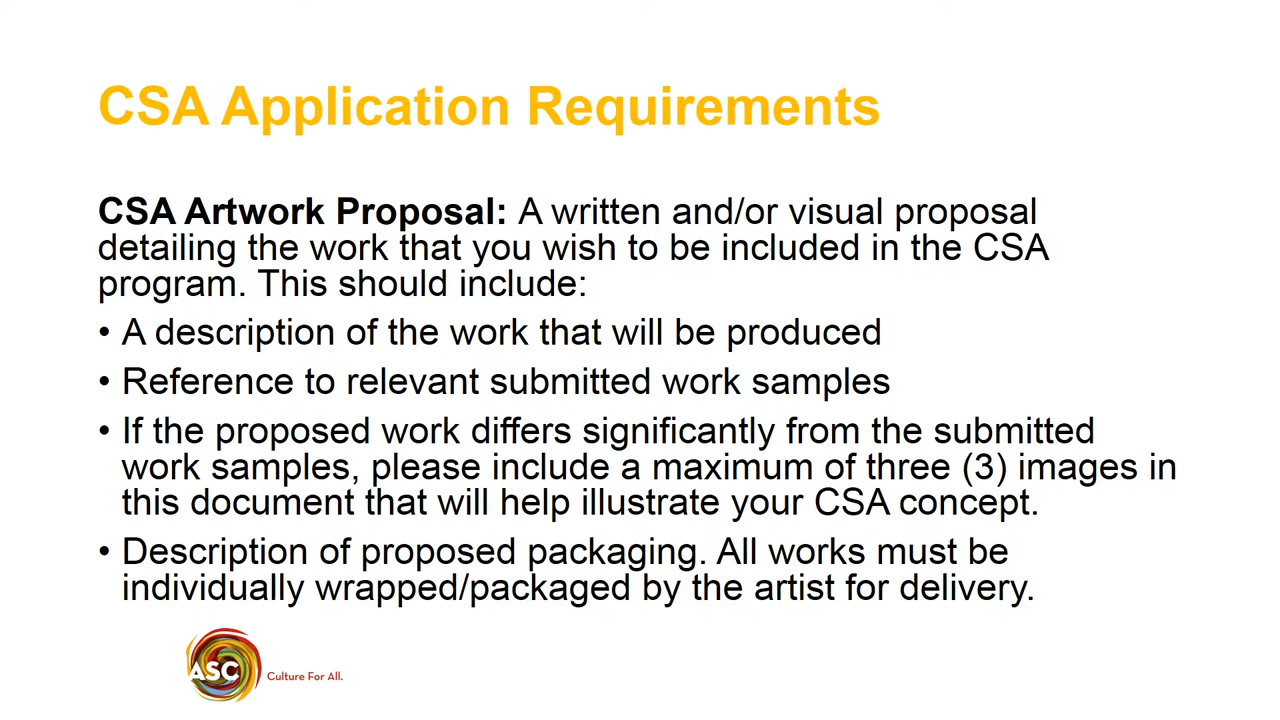 CSA Application Requirements
CSA Artwork Proposal: A written and/or visual proposal
detailing the work that you wish to be included in the CSA
program. This should include:
• A description of the work that will be produced
• Reference to relevant submitted work samples
• If the proposed work differs significantly from the submitted
work samples, please include a maximum of three (3) images in
this document that will help illustrate your CSA concept.
• Description of proposed packaging. All works must be
individually wrapped/packaged by the artist for delivery.
ASC
Culture For All.